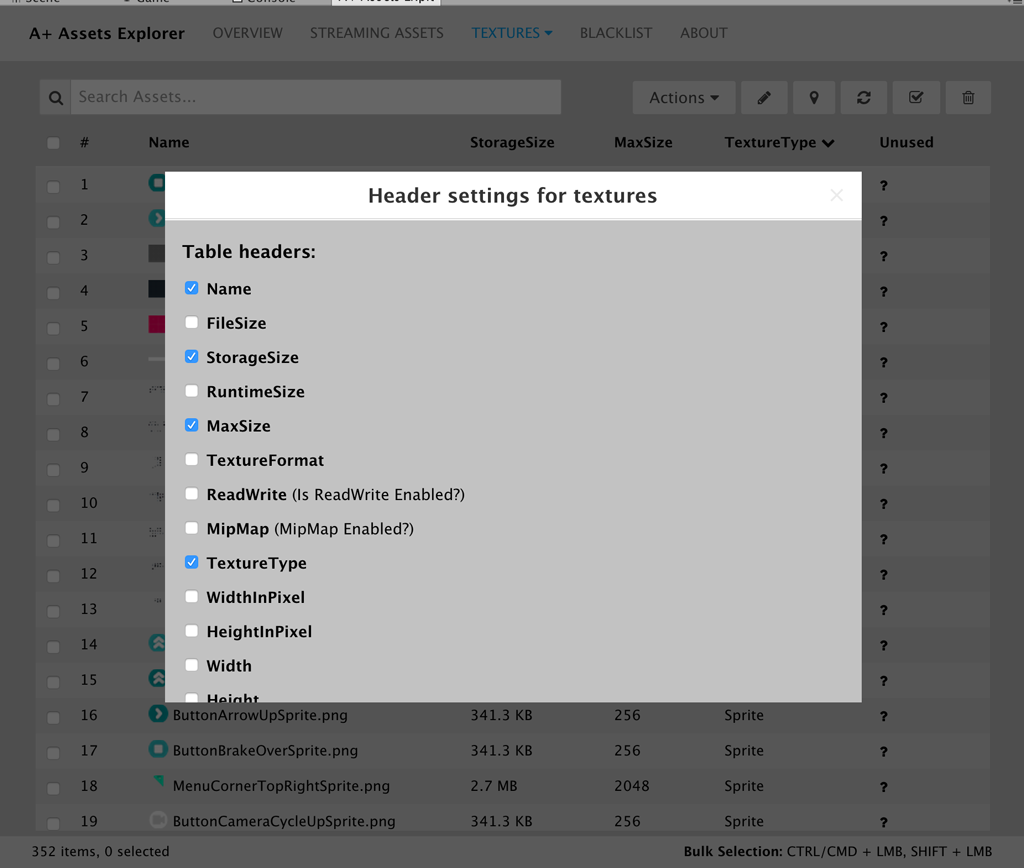 A+ Assets Explorer OVERVIEW STREAMING ASSETS TEXTURES BLACKLIST ABOUT
Search Assets... Actions
# Name StorageSize MaxSize TextureType Unused
1 ?
Header settings for textures
2 ?
3 ?
Table headers:
4 ?
Name
5 ?
FileSize
6 ?
StorageSize
7 ?
RuntimeSize
8 ?
MaxSize
9 ?
TextureFormat
10 ?
ReadWrite (Is ReadWrite Enabled?)
11 ?
MipMap (MipMap Enabled?)
12 ?
TextureType
13 ?
WidthInPixel
14 ?
HeightInPixel
15 ?
Width
Height
16 ButtonArrowUpSprite.png 341.3 KB 256 Sprite ?
17 ButtonBrakeOverSprite.png 341.3 KB 256 Sprite ?
18 MenuCornerTopRightSprite.png 2.7 MB 2048 Sprite ?
19 ButtonCameraCycleUpSprite.png 341.3 KB 256 Sprite ?
352 items, 0 selected Bulk Selection: CTRL/CMD + LMB, SHIFT + LMB